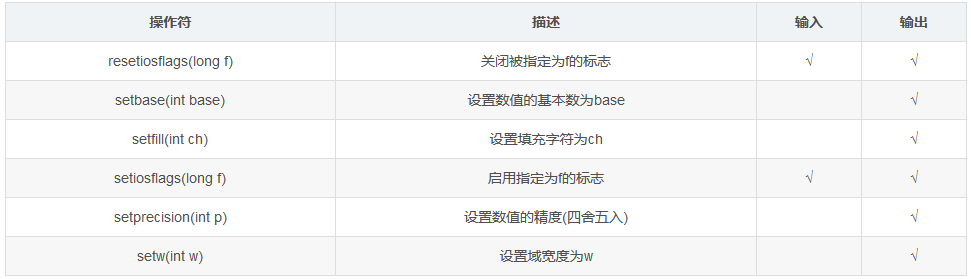 操作符 描述 输入 输出
resetiosflags(long f) 关闭被指定为f的标志 √ √
setbase(int base) 设置数值的基本数为base √
setfill(int ch) 设置填充字符为ch √
setiosflags(long f) 启用指定为f的标志 √ √
setprecision(int p) 设置数值的精度(四舍五入) √
setw(int w) 设置域宽度为w √